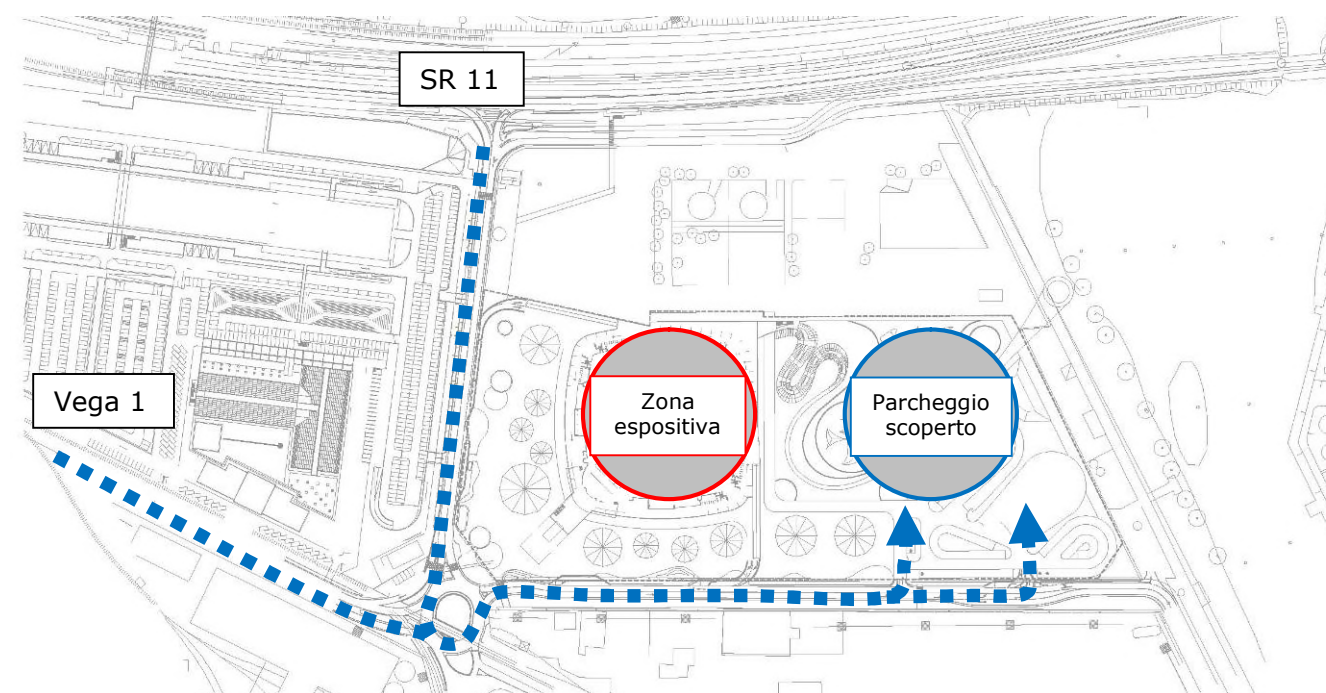 SR 11
Vega 1
Zona
espositiva
Parcheggio
scoperto